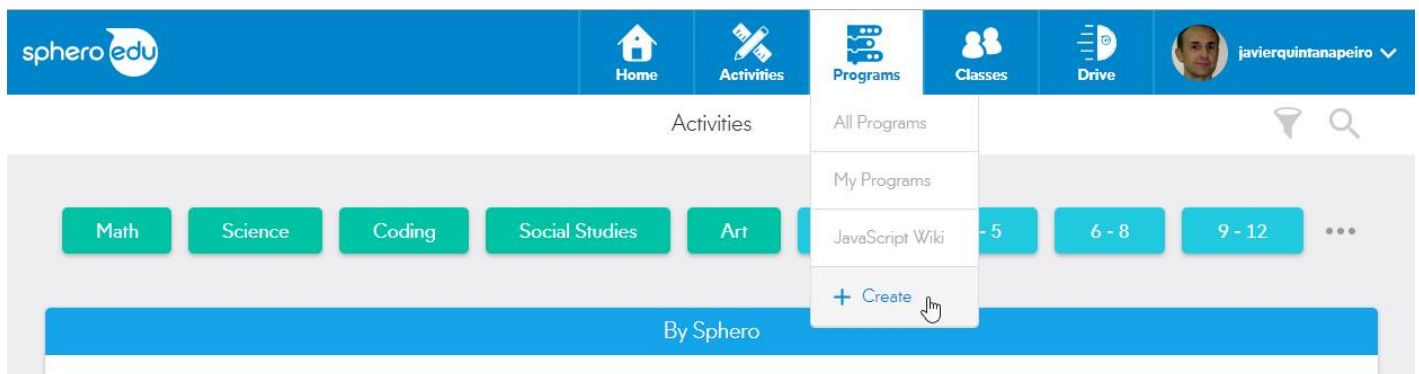 sphero edu
Home
Activities
Programs
Classes
Drive
javierquintanapeiro
Activities
All Programs
My Programs
JavaScript Wiki
+ Create
Math
Science
Coding
Social Studies
Art
- 5
6 - 8
9 - 12
By Sphero